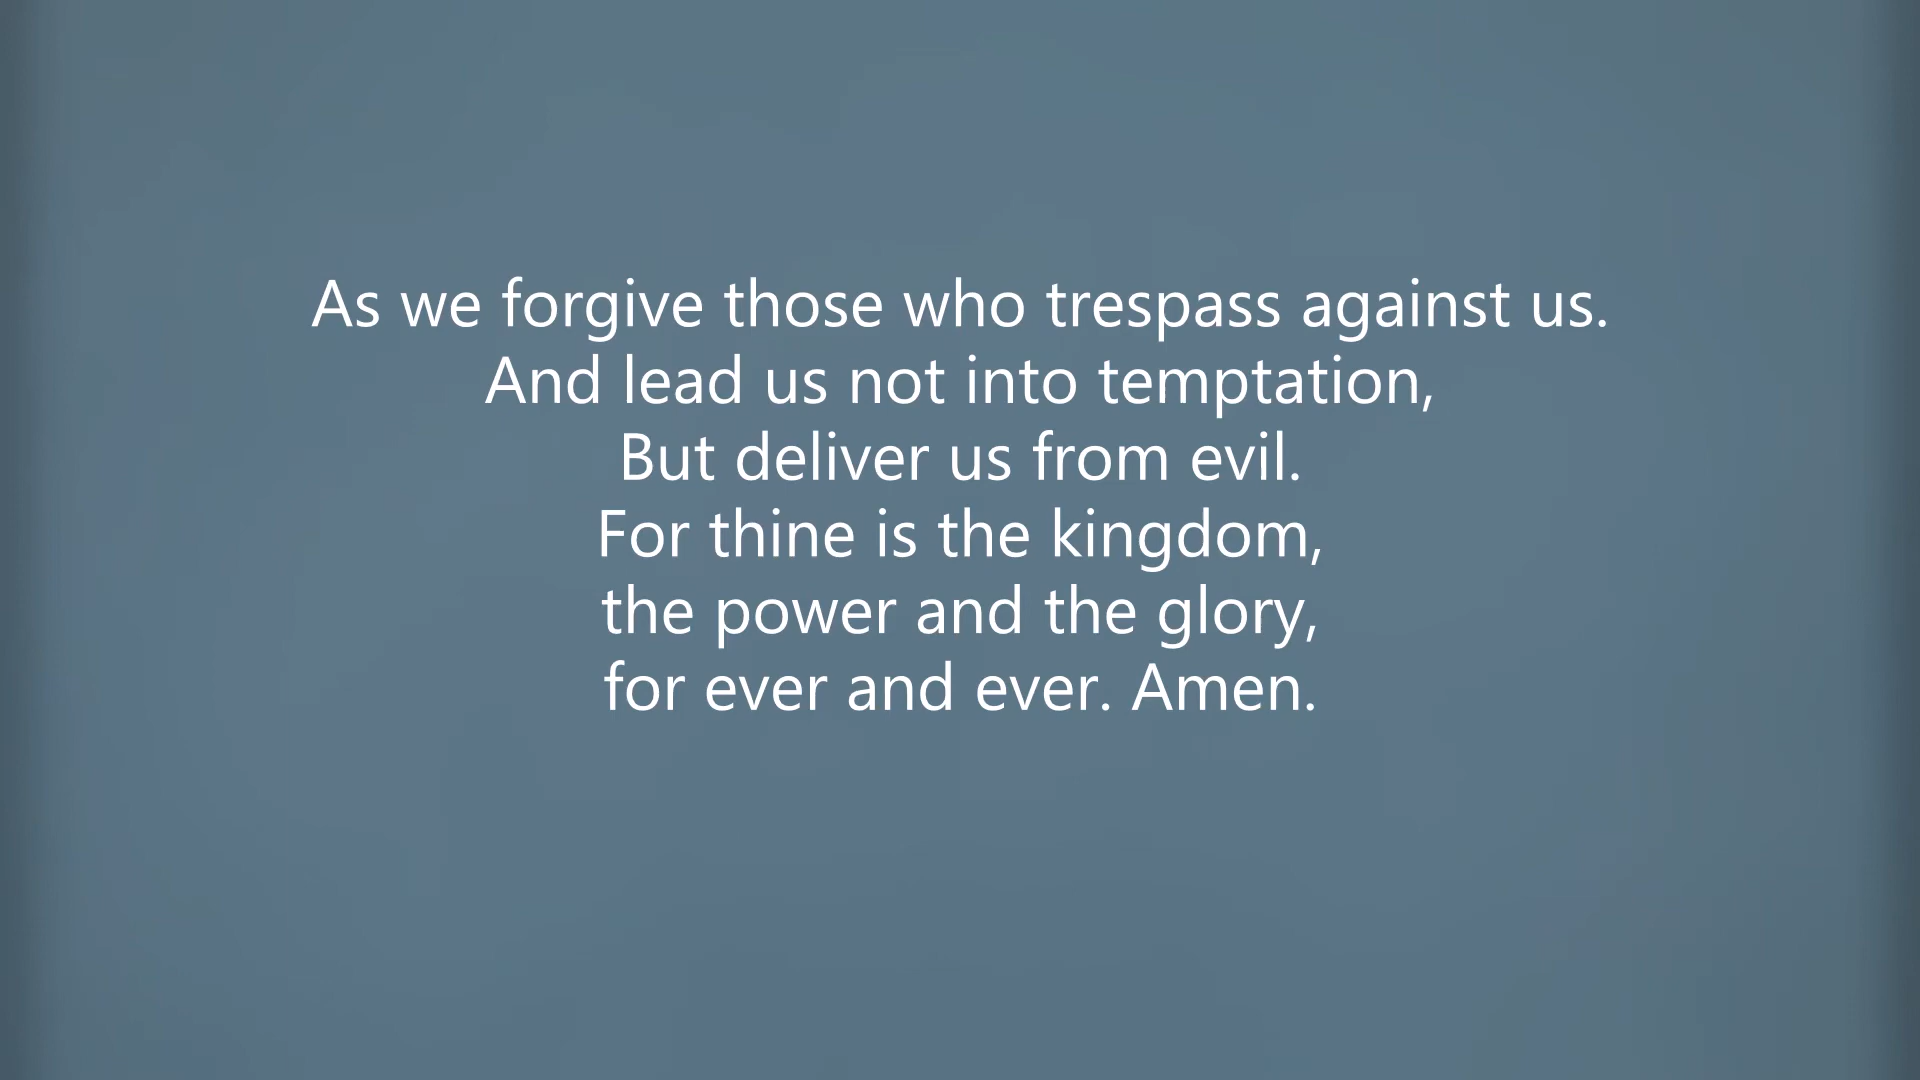 As we forgive those who trespass against us.
And lead us not into temptation,
But deliver us from evil.
For thine is the kingdom,
the power and the glory,
for ever and ever. Amen.